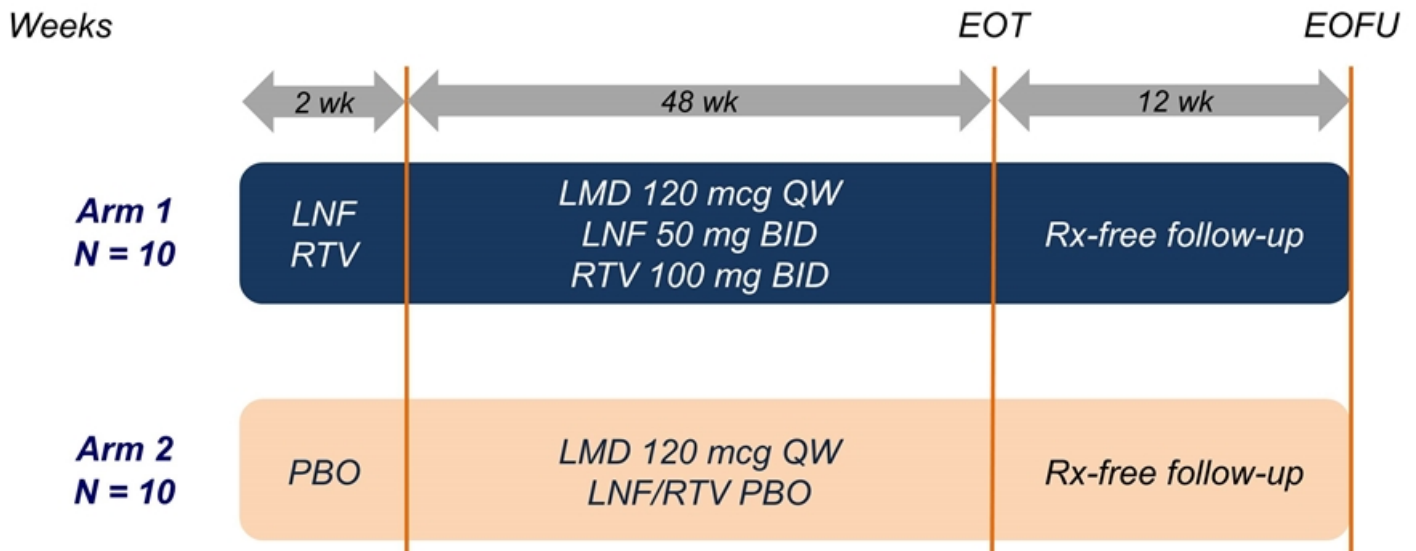 Weeks
EOT
EOFU
2 wk
48 wk
12 wk
Arm 1
N = 10
LNF
RTV
LMD 120 mcg QW
LNF 50 mg BID
RTV 100 mg BID
Rx-free follow-up
Arm 2
N = 10
PBO
LMD 120 mcg QW
LNF/RTV PBO
Rx-free follow-up